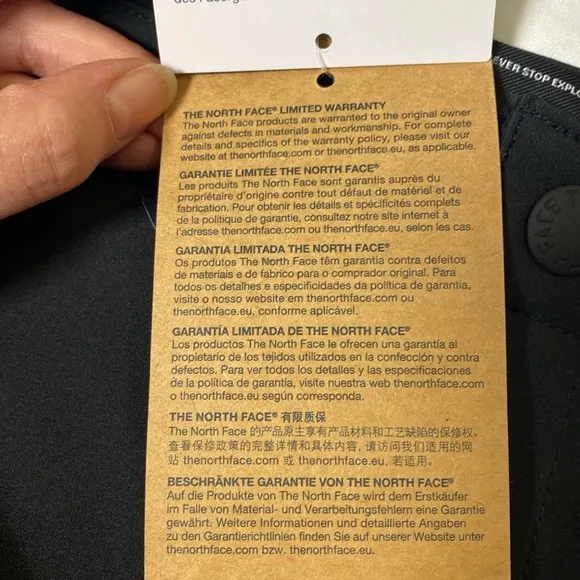 THE NORTH FACE® LIMITED WARRANTY
The North Face products are warranted to the original owner
against defects in materials and workmanship. For complete
details and specifics of the warranty policy, please visit our
website at thenorthface.com or thenorthface.eu, as applicable.
GARANTIE LIMITÉE THE NORTH FACE®
Les produits The North Face sont garantis auprès du
propriétaire d'origine contre tout défaut de matériel et de
fabrication. Pour obtenir les détails et spécificités complets
de la politique de garantie, consultez notre site internet à
l'adresse thenorthface.com ou thenorthface.eu, selon les cas.
GARANTIA LIMITADA THE NORTH FACE®
Os produtos The North Face têm garantia contra defeitos
de materiais e de fabrico para o comprador original. Para
todos os detalhes e especificidades da política de garantia,
visite o nosso website em thenorthface.com ou
thenorthface.eu, conforme aplicável.
GARANTÍA LIMITADA DE THE NORTH FACE®
Los productos The North Face le ofrecen una garantía al
propietario de los tejidos utilizados en la confección y contra
defectos. Para ver todos los detalles y las especificaciones
de la política de garantía, visite nuestra web thenorthface.com
o thenorthface.eu según corresponda.
THE NORTH FACE® 有限质保
The North Face 的产品原主享有产品材料和工艺缺陷的保修权。
查看保修政策的完整详情和具体内容, 请访问我们适用的网
站 thenorthface.com 或 thenorthface.eu, 若适用。
BESCHRÄNKTE GARANTIE VON THE NORTH FACE®
Auf die Produkte von The North Face wird dem Erstkäufer
im Falle von Material- und Verarbeitungsfehlern eine Garantie
gewährt. Weitere Informationen und detaillierte Angaben
zu den Garantierichtlinien finden Sie auf unserer Website unter
thenorthface.com bzw. thenorthface.eu.
EVER STOP EXPLO
FACE